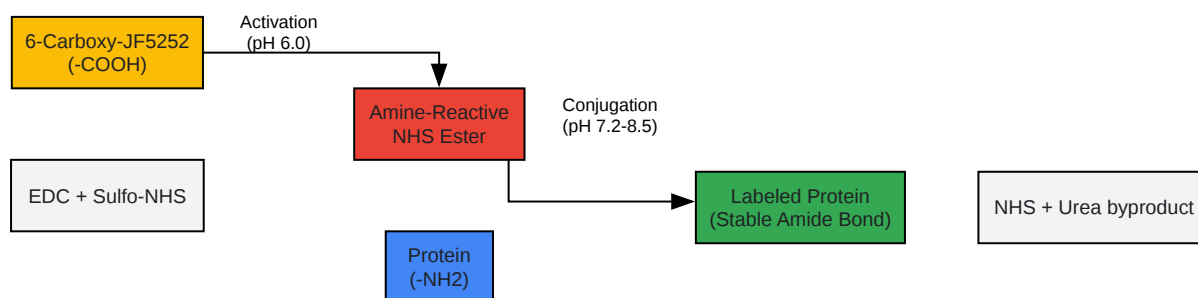 6-Carboxy-JF5252
(-COOH)
Activation
(pH 6.0)
Amine-Reactive
NHS Ester
Conjugation
(pH 7.2-8.5)
EDC + Sulfo-NHS
Labeled Protein
(Stable Amide Bond)
NHS + Urea byproduct
Protein
(-NH2)